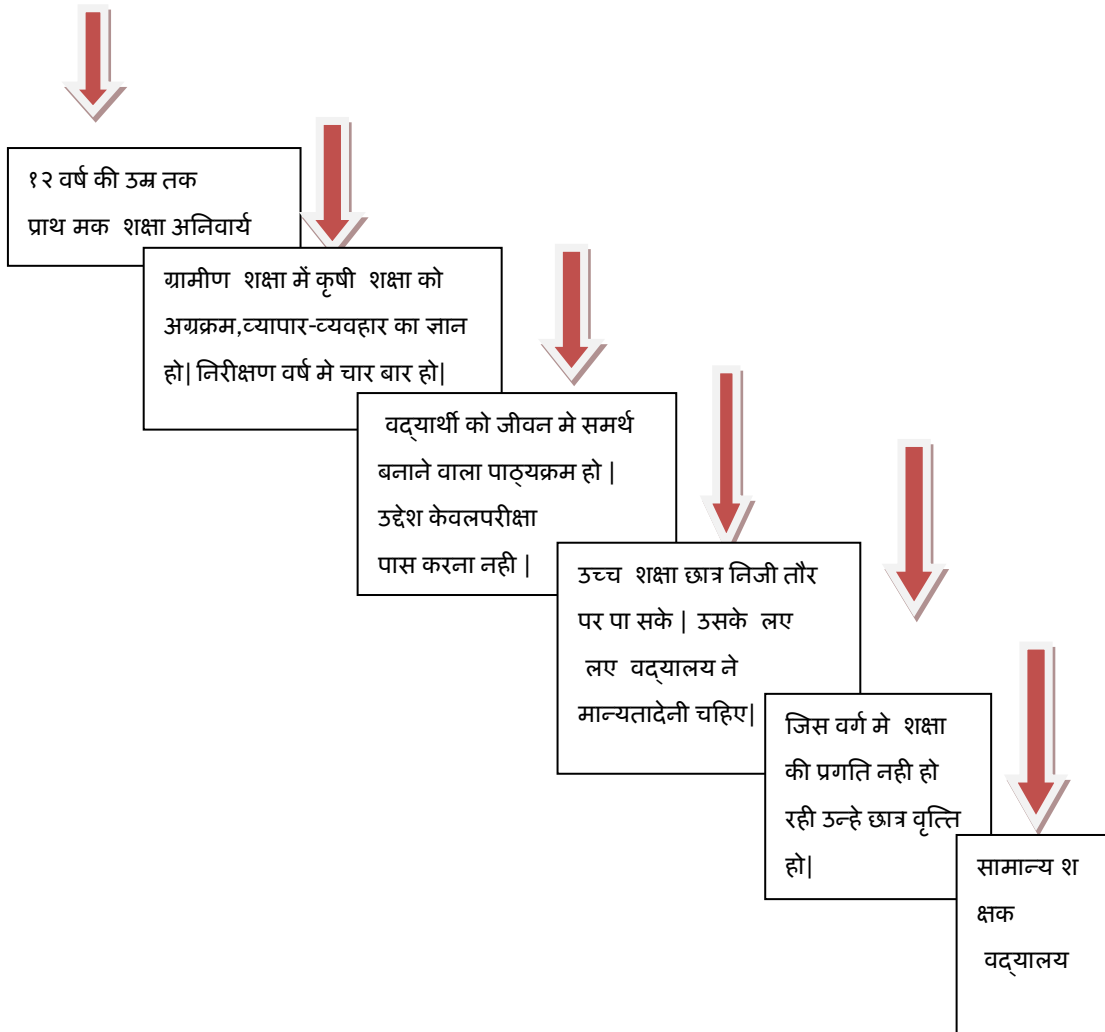 १२ वर्ष की उम्र तक
प्राथ मक  शक्षा अनिवार्य
ग्रामीण  शक्षा में कृषी  शक्षा को
अग्रक्रम,व्यापार-व्यवहार का ज्ञान
हो| निरीक्षण वर्ष मे चार बार हो|
वद्यार्थी को जीवन मे समर्थ
बनाने वाला पाठ्यक्रम हो |
उद्देश केवलपरीक्षा
पास करना नही |
उच्च  शक्षा छात्र निजी तौर
पर पा सके | उसके  लए
लए  वद्यालय ने
मान्यतादेनी चहिए|
जिस वर्ग मे  शक्षा
की प्रगति नही हो
रही उन्हे छात्र वृत्ति
हो|
सामान्य श
क्षक
वद्यालय